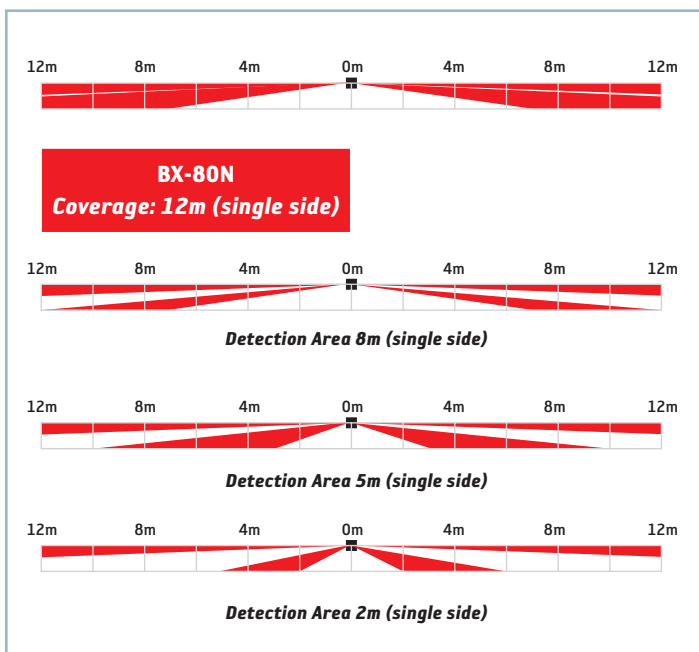 12m 8m 4m 0m 4m 8m 12m
BX-80N
Coverage: 12m (single side)
12m 8m 4m 0m 4m 8m 12m
Detection Area 8m (single side)
12m 8m 4m 0m 4m 8m 12m
Detection Area 5m (single side)
12m 8m 4m 0m 4m 8m 12m
Detection Area 2m (single side)